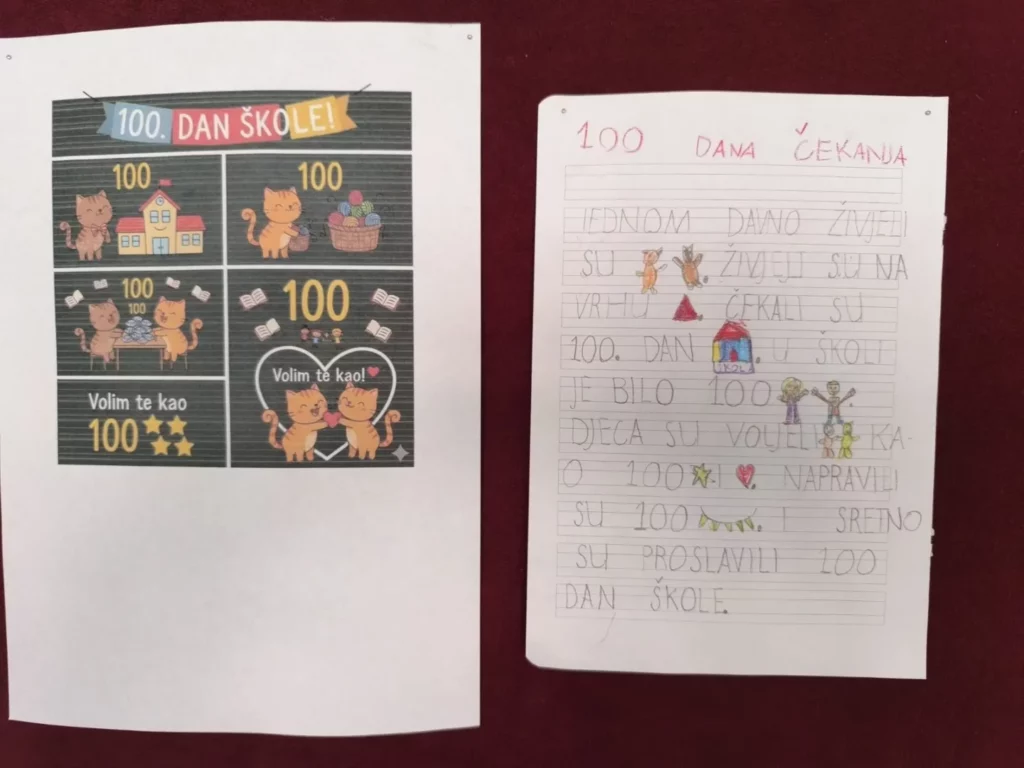 100. DAN ŠKOLE!
100
100
100
100
100
Volim te kao!
Volim te kao
100
100 DANA ČEKANJA
JEDNOM DAVNO ŽIVJELI
SU . ŽIVJELI SU NA
VRHU . ČEKALI SU
100. DAN ŠKOLA. U ŠKOLI
JE BILO 100 .
DJECA SU VOLJELI KA-
O 100 I . NAPRAVILI
SU 100 . I SRETNO
SU PROSLAVILI 100
DAN ŠKOLE.